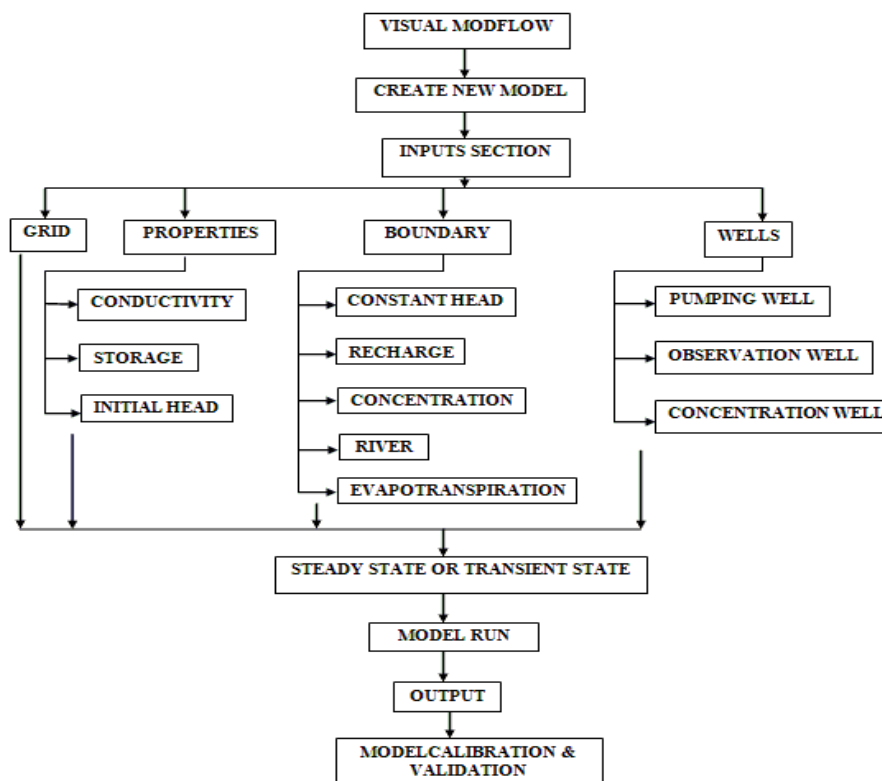 VISUAL MODFLOW
CREATE NEW MODEL
INPUTS SECTION
GRID
PROPERTIES
BOUNDARY
WELLS
CONDUCTIVITY
STORAGE
INITIAL HEAD
CONSTANT HEAD
RECHARGE
CONCENTRATION
RIVER
EVAPOTRANSPIRATION
PUMPING WELL
OBSERVATION WELL
CONCENTRATION WELL
STEADY STATE OR TRANSIENT STATE
MODEL RUN
OUTPUT
MODELCALIBRATION &
VALIDATION